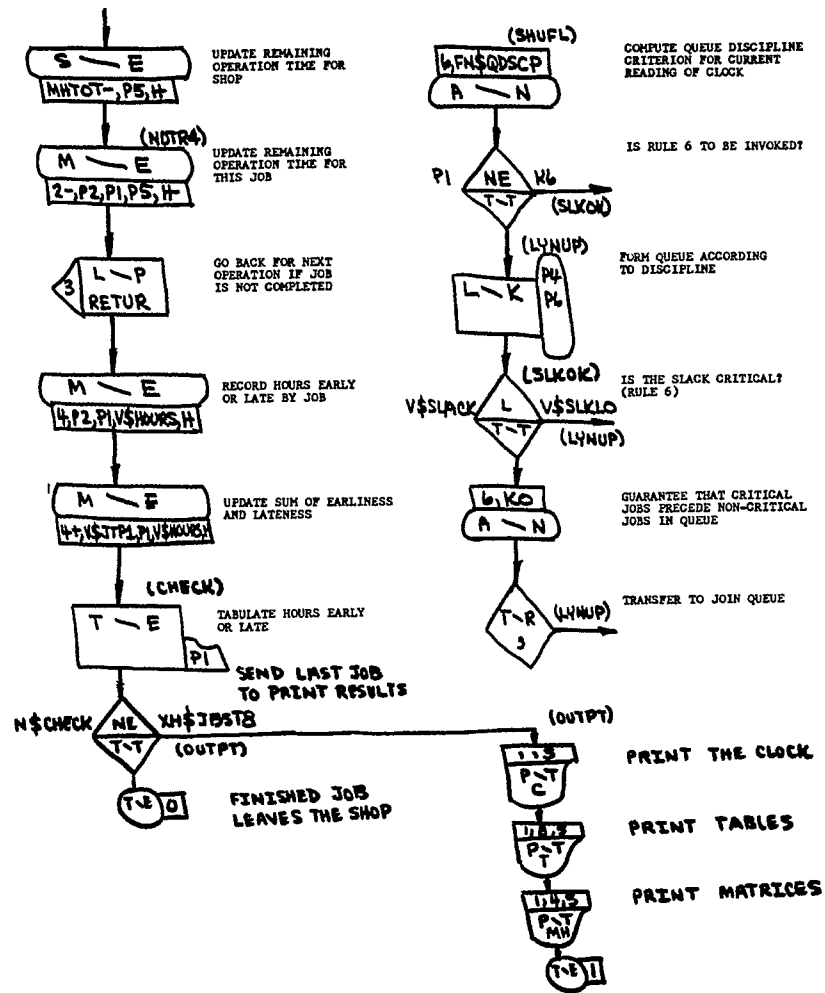 S E
MHTOT-,P5,H
UPDATE REMAINING
OPERATION TIME FOR
SHOP
(NOTR4)
M E
2-,P2,P1,P5,H
UPDATE REMAINING
OPERATION TIME FOR
THIS JOB
3
L P
RETUR
GO BACK FOR NEXT
OPERATION IF JOB
IS NOT COMPLETED
M E
4,P2,P1,V$HOURS,H
RECORD HOURS EARLY
OR LATE BY JOB
M E
4+,V$JTP1,P1,V$HOURS,H
UPDATE SUM OF EARLINESS
AND LATENESS
(CHECK)
T E
P1
TABULATE HOURS EARLY
OR LATE
SEND LAST JOB
TO PRINT RESULTS
N$CHECK
NE
XH$JBST8
T T
(OUTPT)
T E
0
FINISHED JOB
LEAVES THE SHOP
(SHUFL)
6,FN$QDSCP
A N
COMPUTE QUEUE DISCIPLINE
CRITERION FOR CURRENT
READING OF CLOCK
IS RULE 6 TO BE INVOKED?
P1
NE
K6
T T
(SLKOK)
(LYNUP)
L K
P4
P6
FORM QUEUE ACCORDING
TO DISCIPLINE
(SLKOK)
V$SLACK
L
V$SLKLO
T T
(LYNUP)
IS THE SLACK CRITICAL?
(RULE 6)
6,K0
A N
GUARANTEE THAT CRITICAL
JOBS PRECEDE NON-CRITICAL
JOBS IN QUEUE
T R
,
(LYNUP)
TRANSFER TO JOIN QUEUE
(OUTPT)
P T
C
PRINT THE CLOCK
P T
T
PRINT TABLES
1,4,5
P T
MH
PRINT MATRICES
T E
1